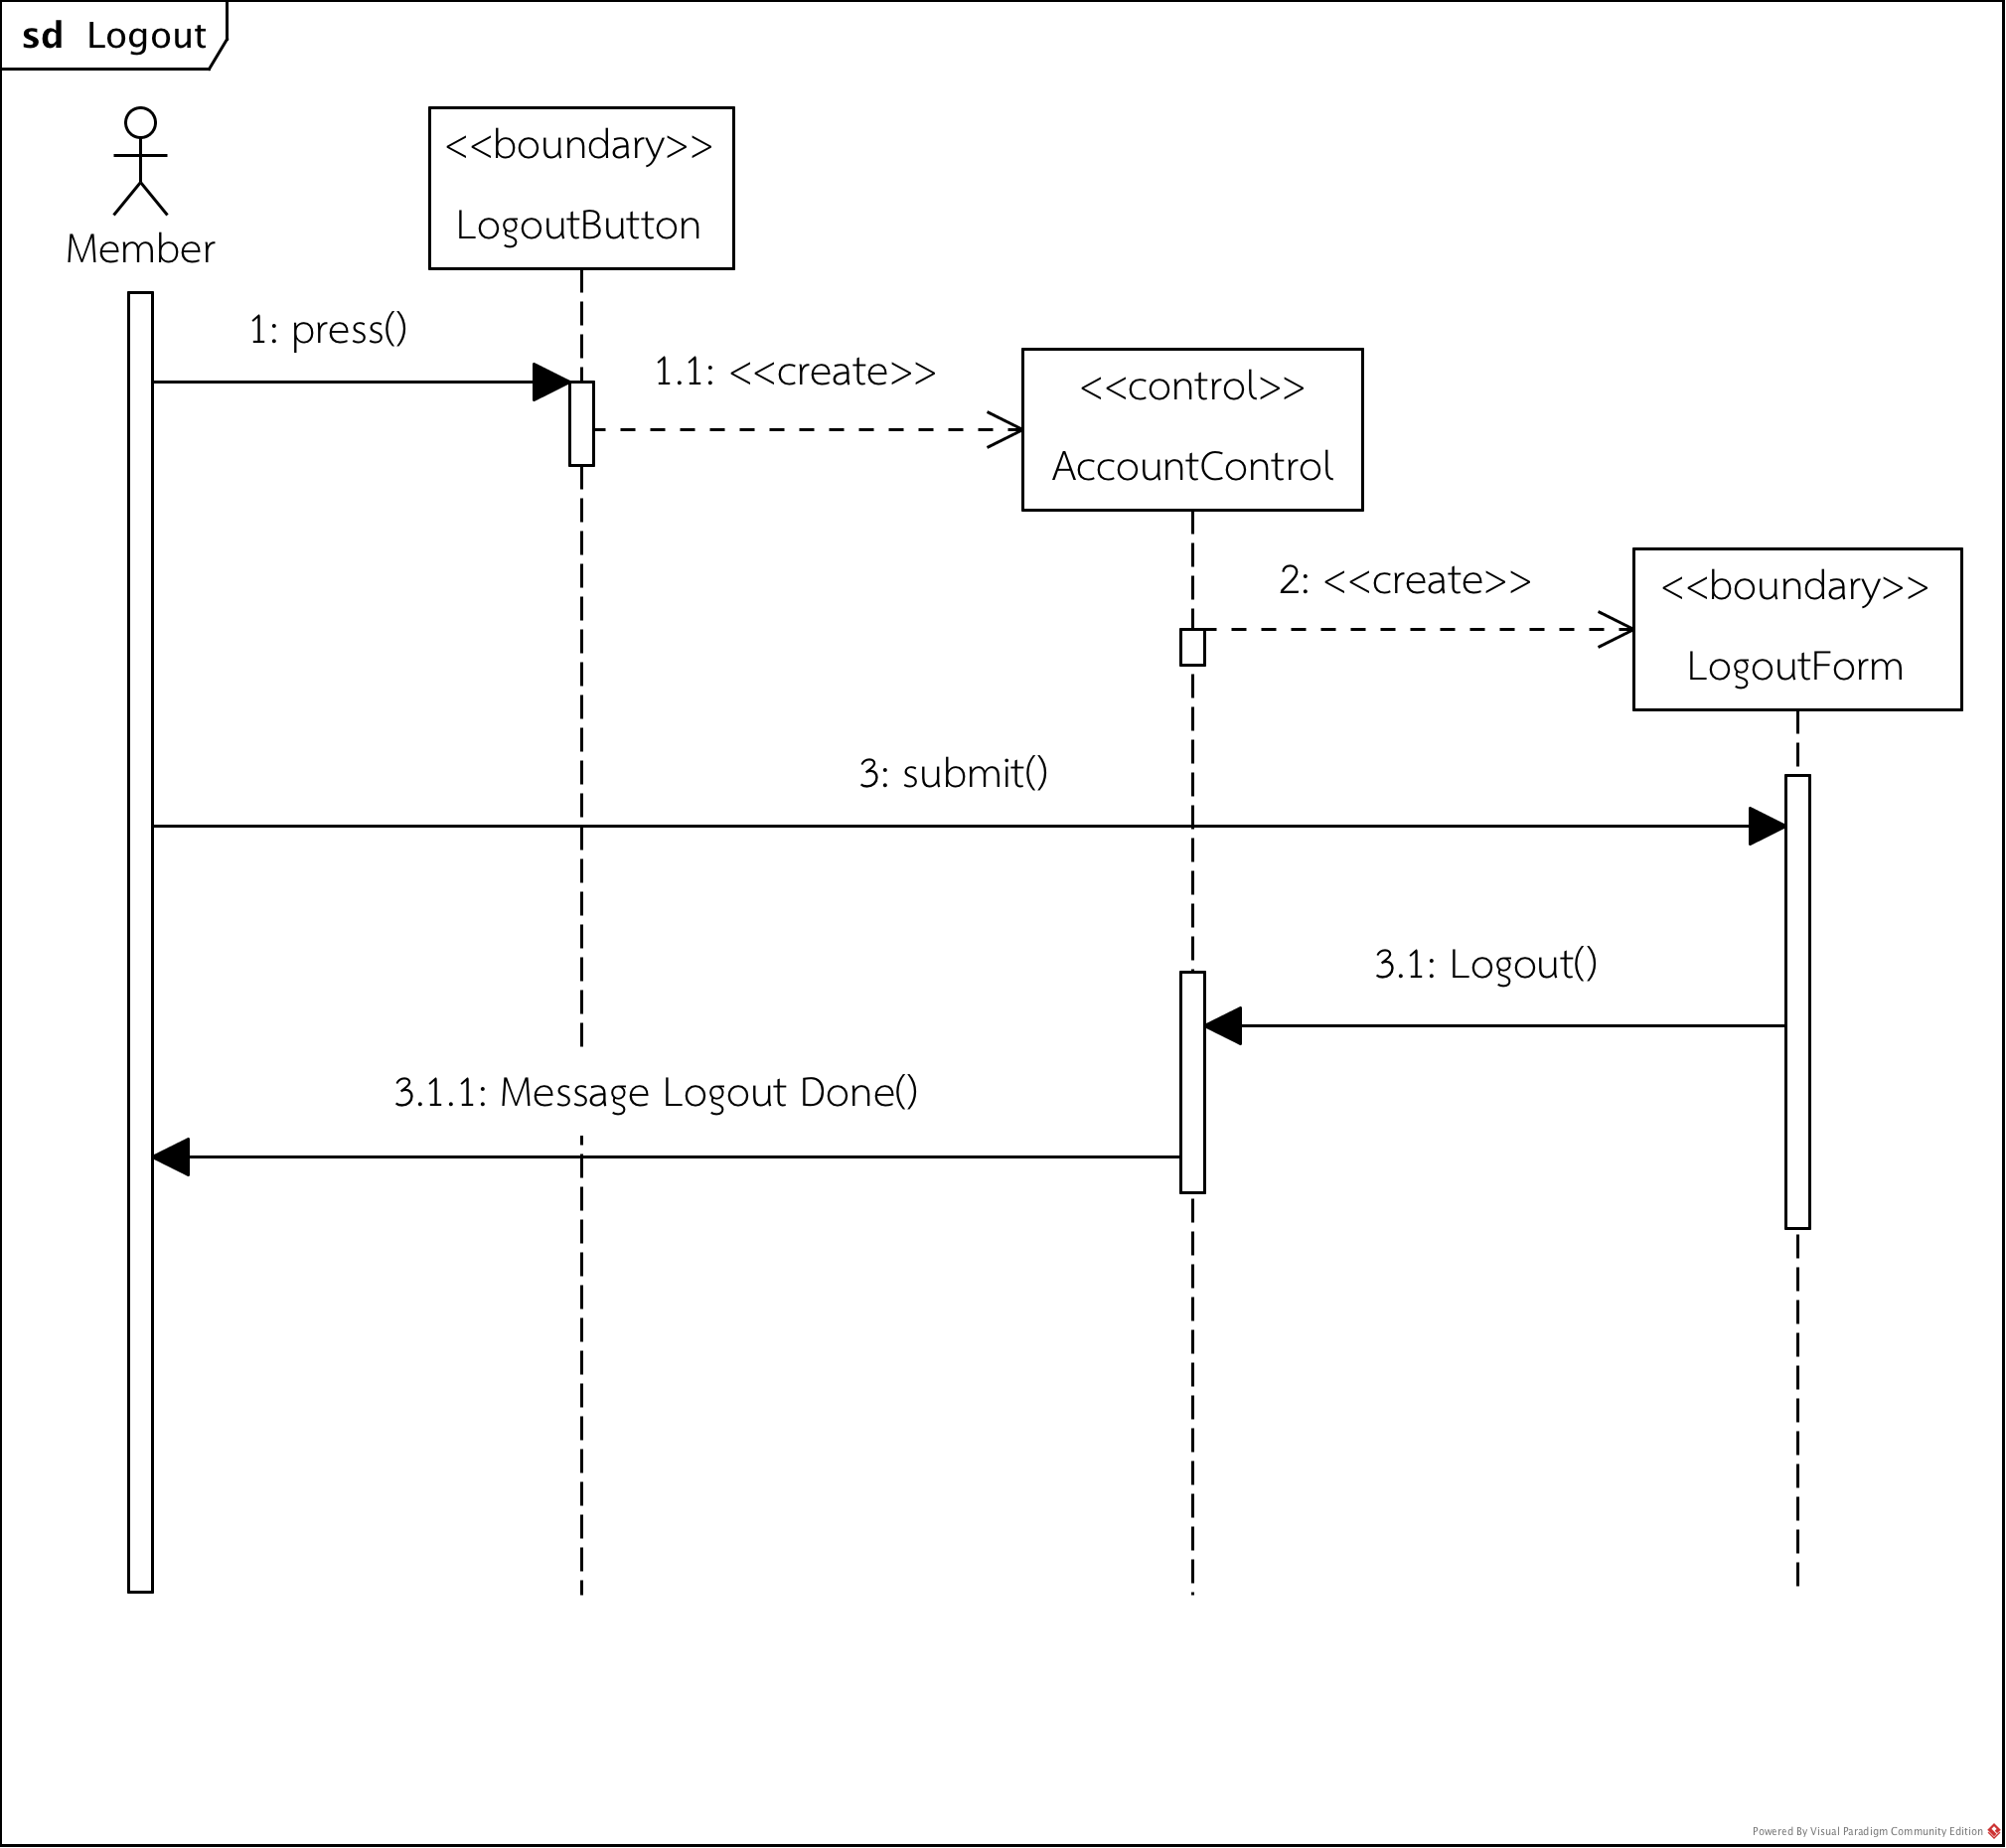 sd Logout
<<boundary>>
LogoutButton
Member
1: press()
1.1: <<create>>
<<control>>
AccountControl
2: <<create>>
<<boundary>>
LogoutForm
3: submit()
3.1: Logout()
3.1.1: Message Logout Done()
Powered By Visual Paradigm Community Edition